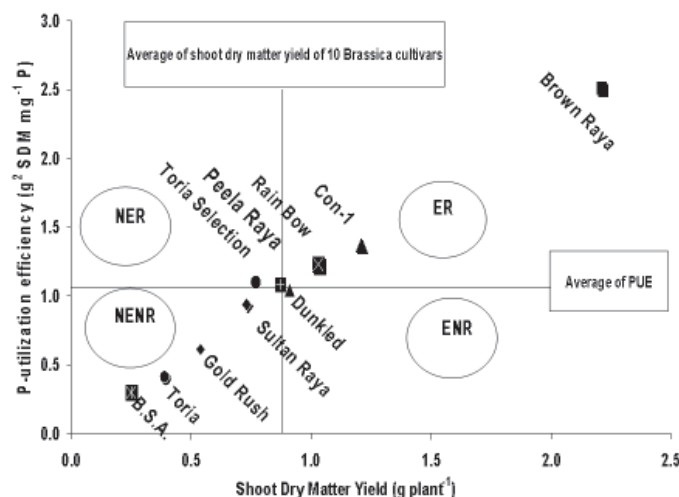 3.0
2.5
2.0
1.5
1.0
0.5
0.0
P-utilization efficiency (g² SDM mg⁻¹ P)
Average of shoot dry matter yield of 10 Brassica cultivars
Brown Raya
NER
Toria Selection
Peela Raya
Rain Bow
Con-1
ER
Average of PUE
NENR
Dunkled
Sultan Raya
ENR
Gold Rush
Toria
B.S.A.
0.0 0.5 1.0 1.5 2.0 2.5
Shoot Dry Matter Yield (g plant⁻¹)